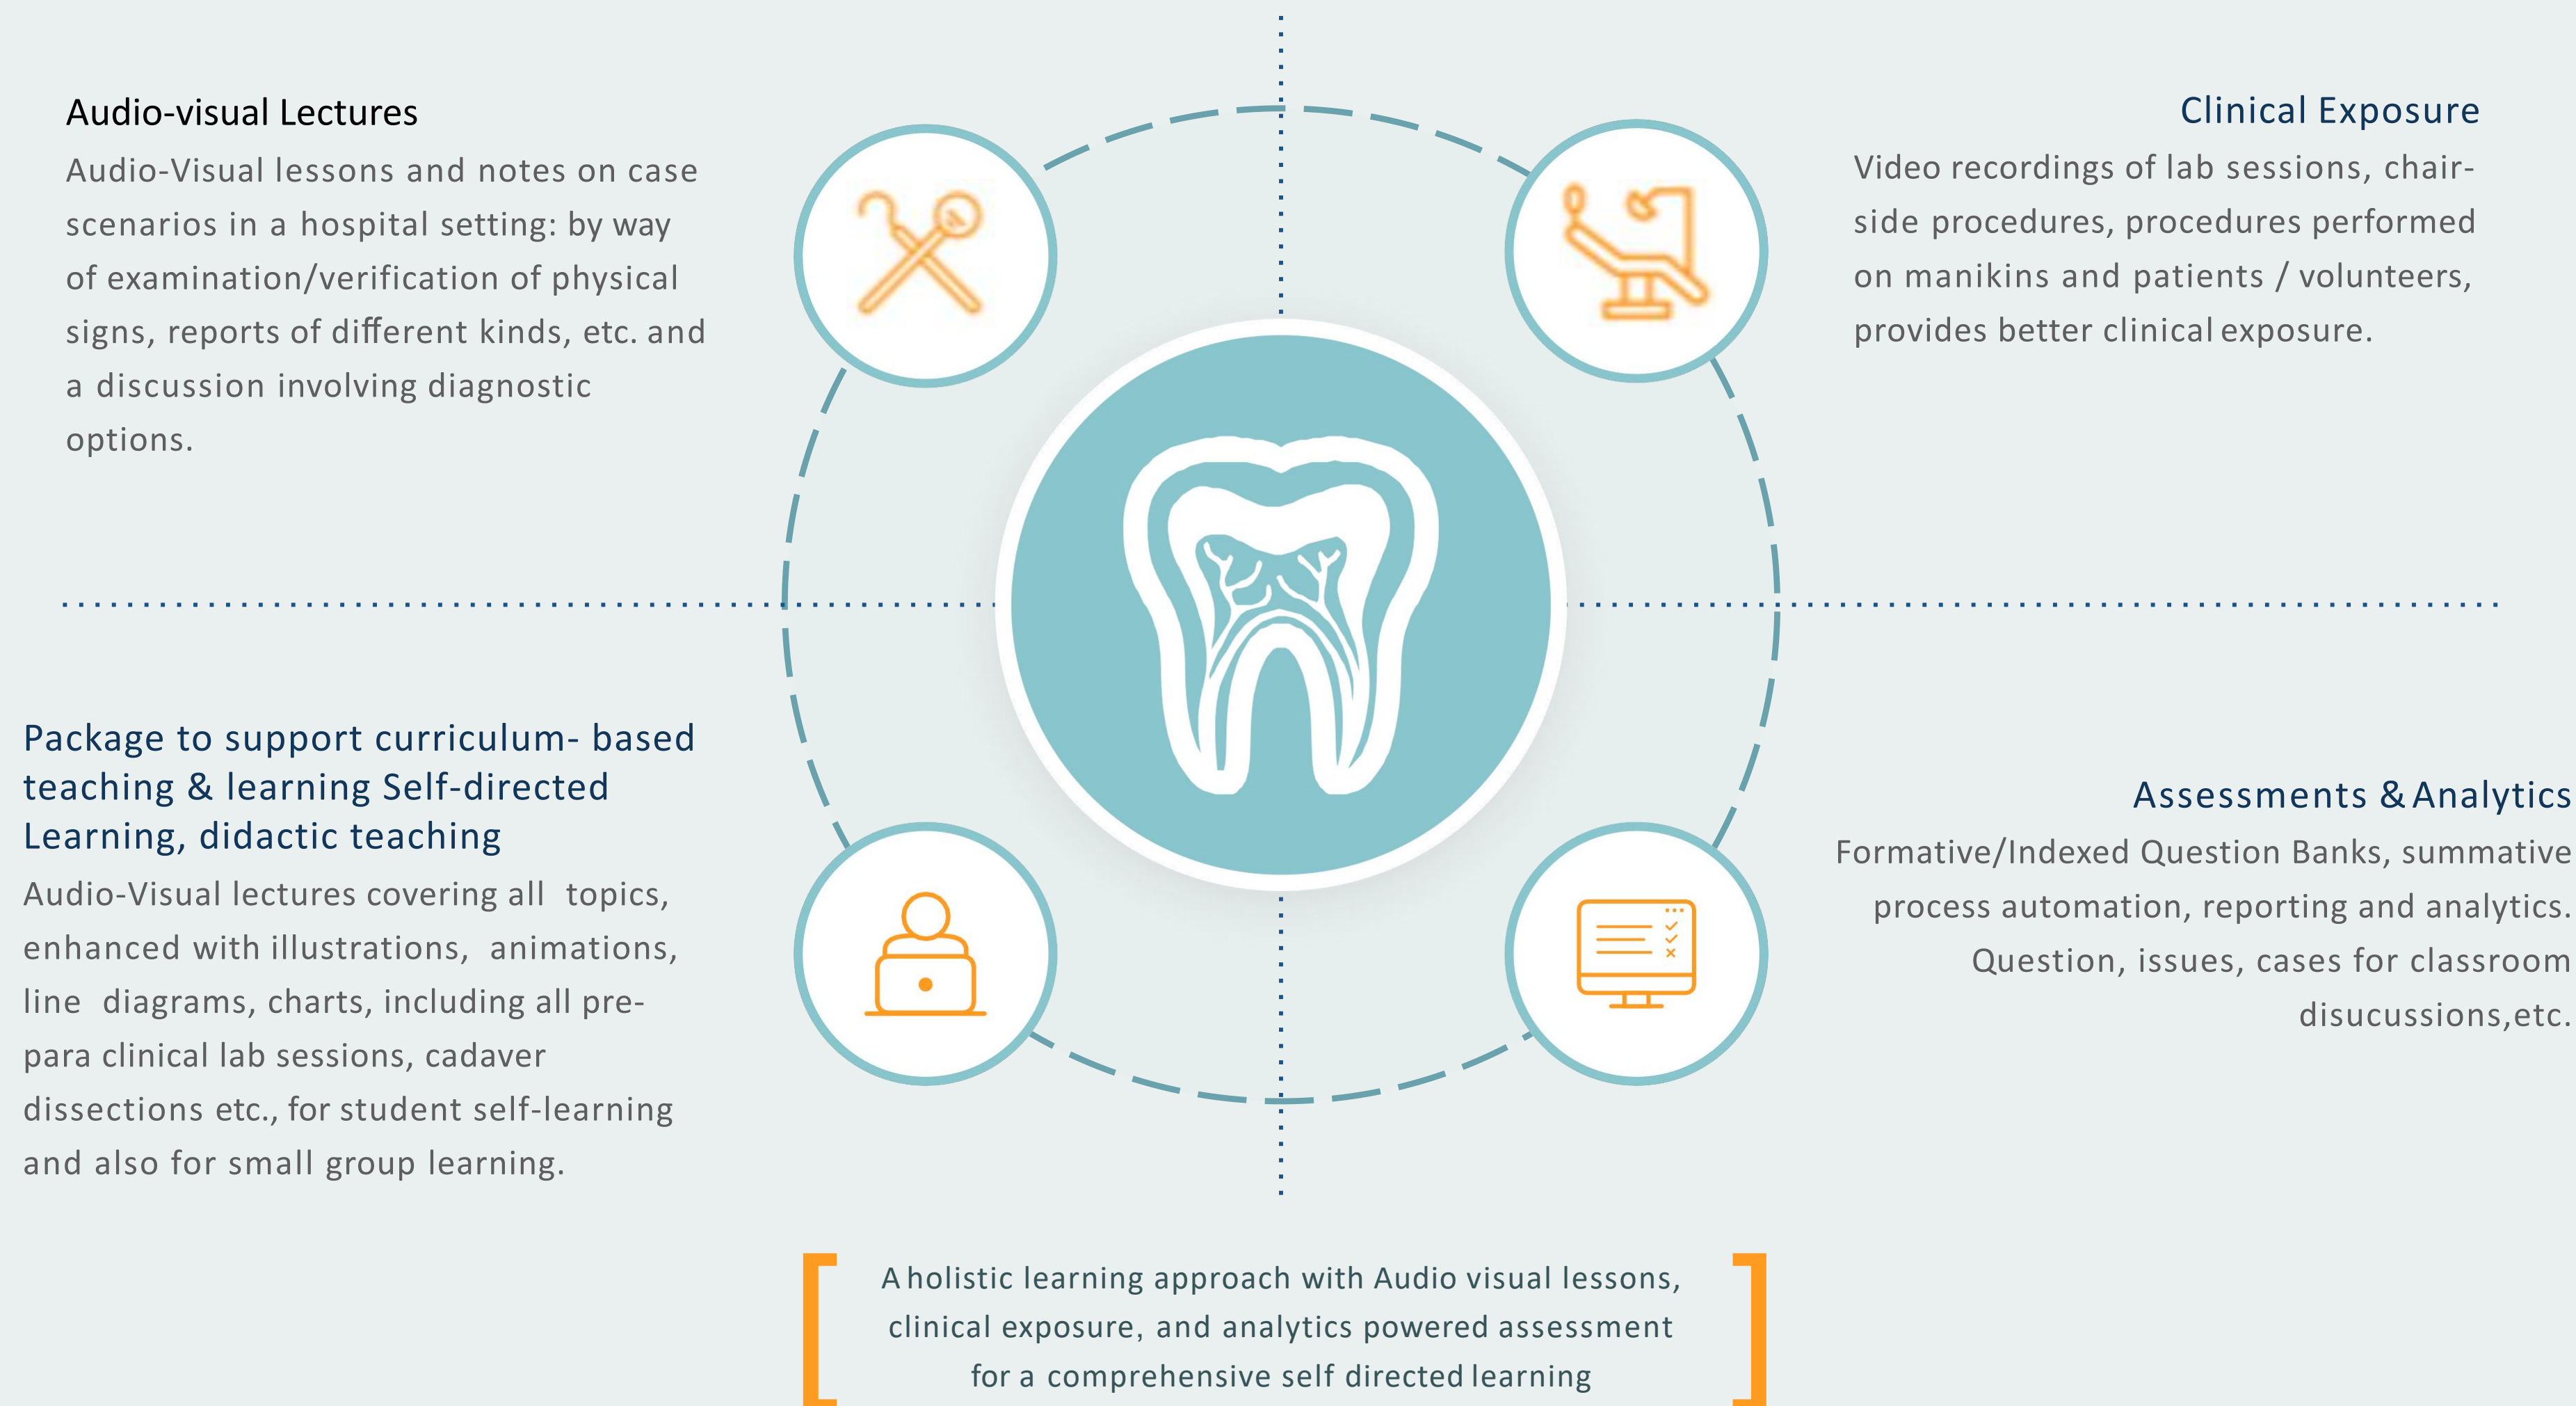 Audio-visual Lectures
Audio-Visual lessons and notes on case
scenarios in a hospital setting: by way
of examination/verification of physical
signs, reports of different kinds, etc. and
a discussion involving diagnostic
options.
Clinical Exposure
Video recordings of lab sessions, chair-
side procedures, procedures performed
on manikins and patients / volunteers,
provides better clinical exposure.
Package to support curriculum- based
teaching & learning Self-directed
Learning, didactic teaching
Audio-Visual lectures covering all topics,
enhanced with illustrations, animations,
line diagrams, charts, including all pre-
para clinical lab sessions, cadaver
dissections etc., for student self-learning
and also for small group learning.
Assessments & Analytics
Formative/Indexed Question Banks, summative
process automation, reporting and analytics.
Question, issues, cases for classroom
disucussions,etc.
A holistic learning approach with Audio visual lessons,
clinical exposure, and analytics powered assessment
for a comprehensive self directed learning